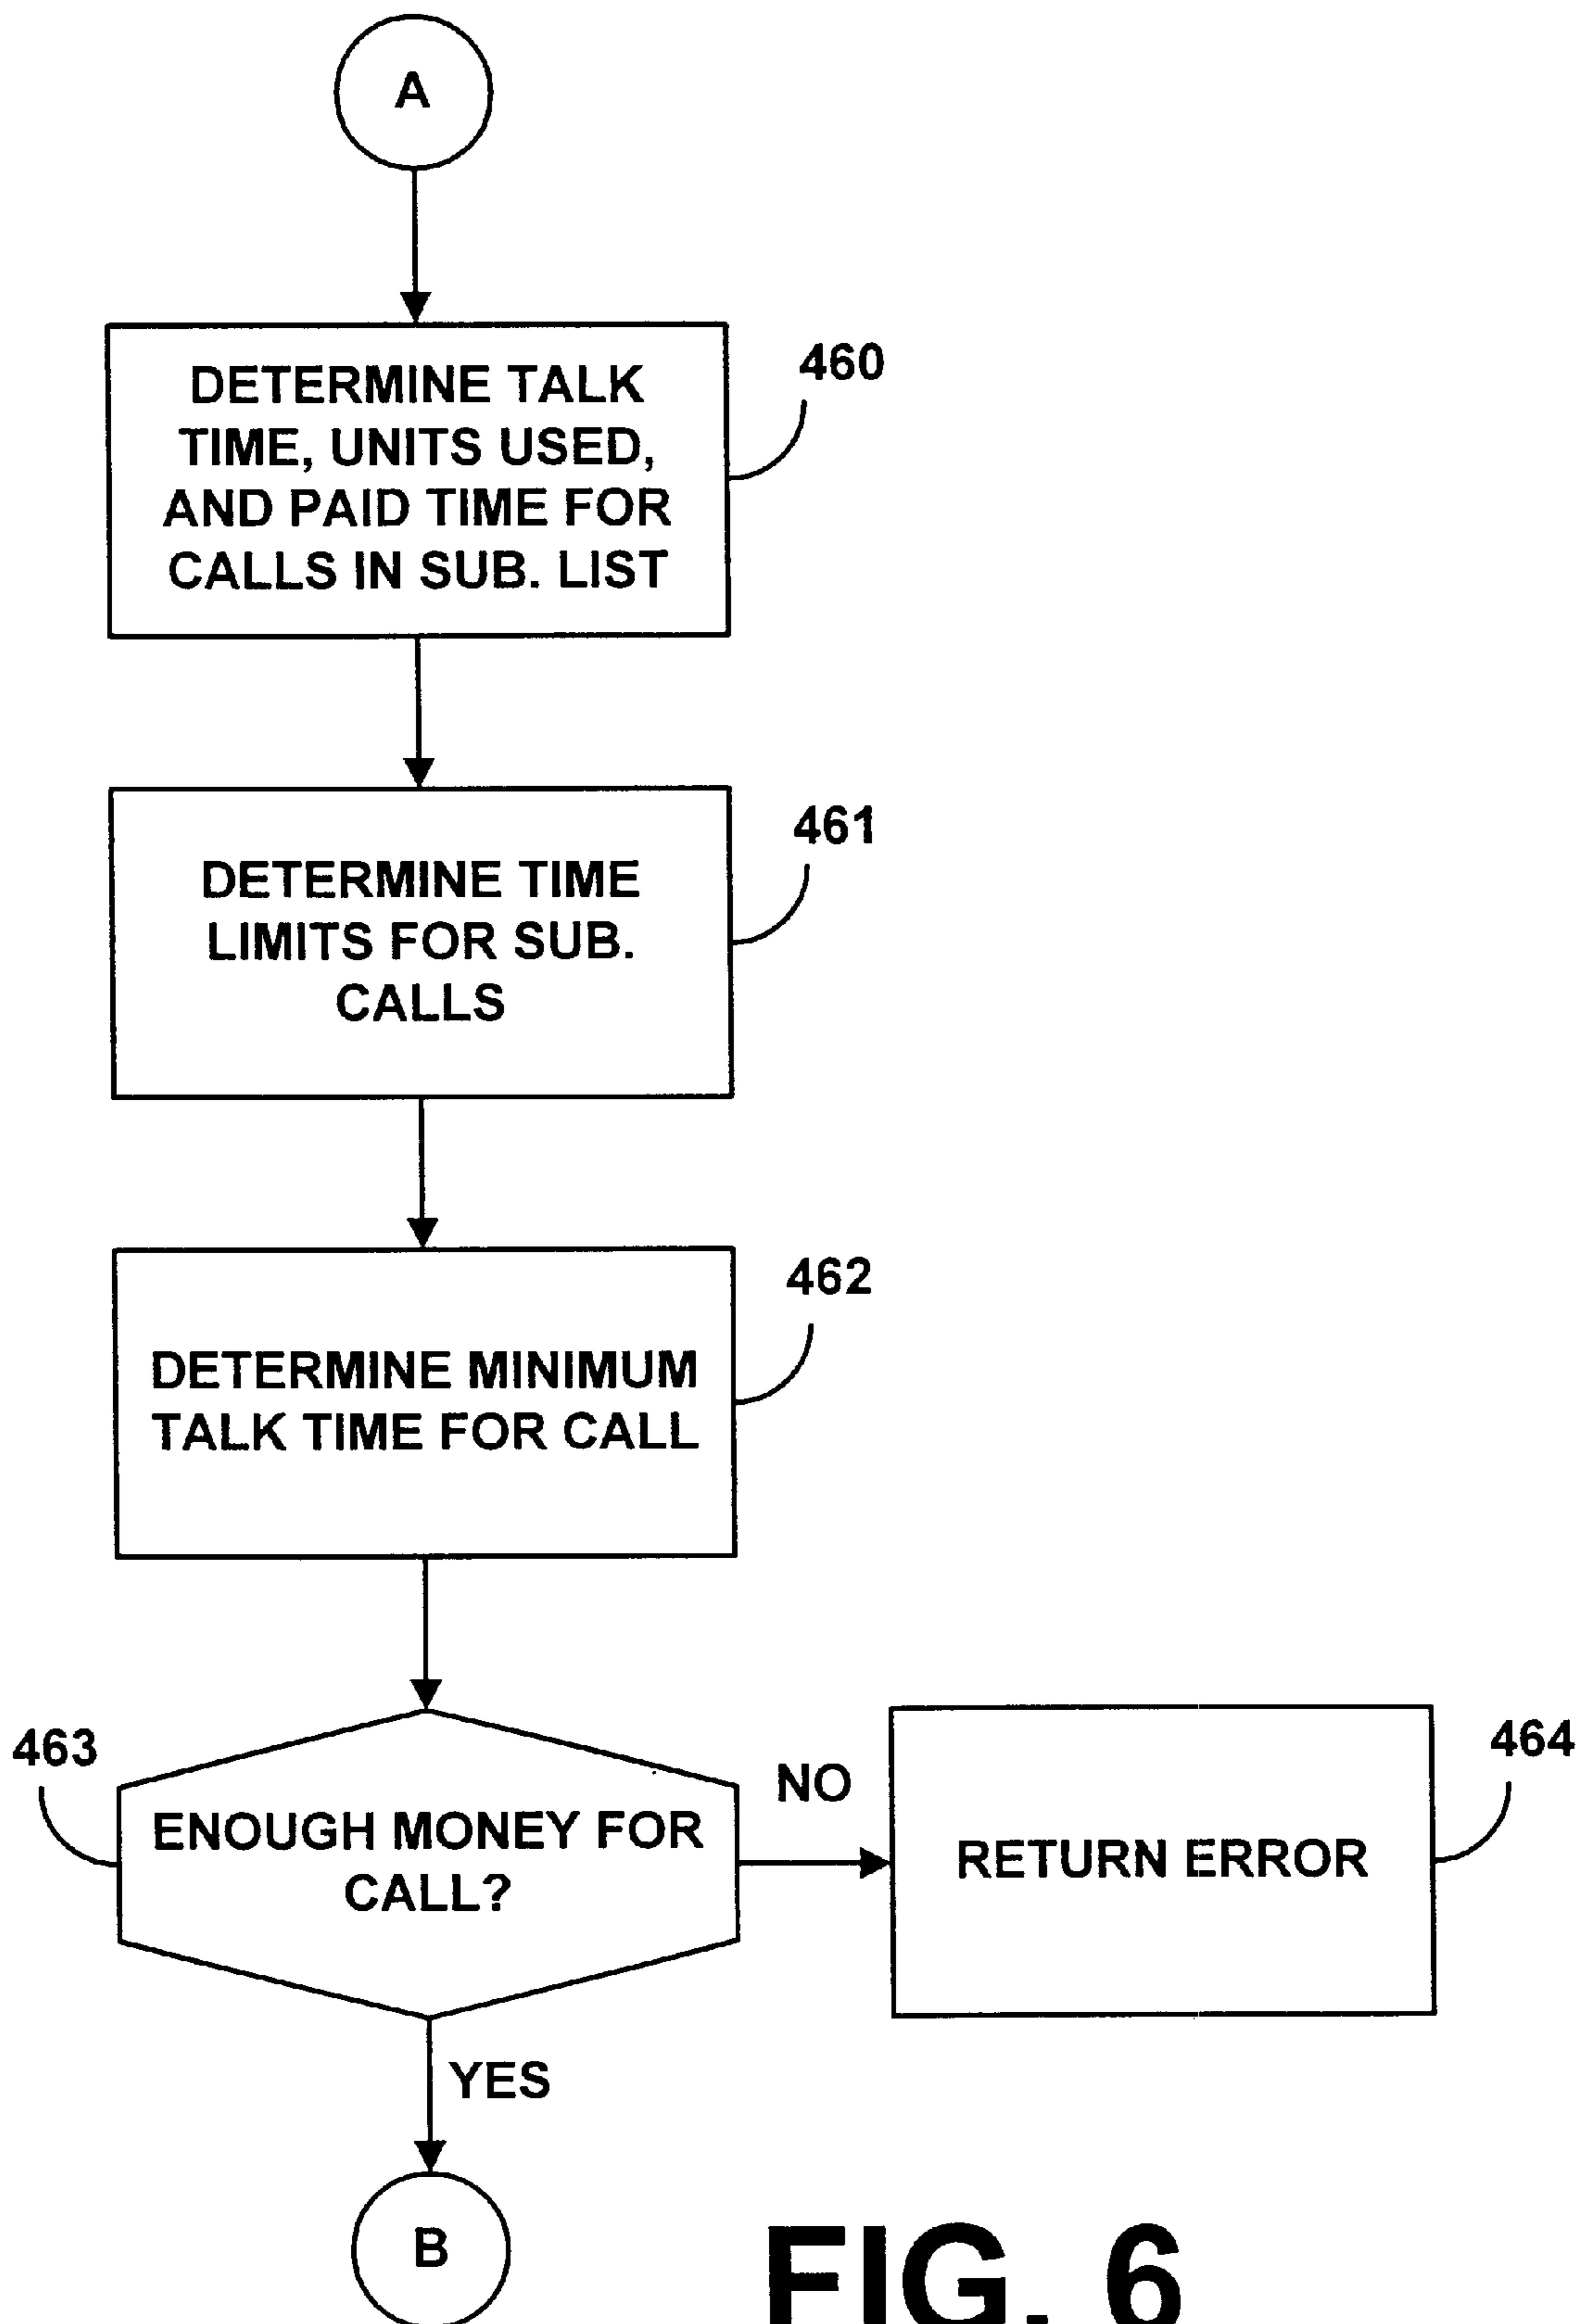 A
DETERMINE TALK
TIME, UNITS USED,
AND PAID TIME FOR
CALLS IN SUB. LIST
460
DETERMINE TIME
LIMITS FOR SUB.
CALLS
461
DETERMINE MINIMUM
TALK TIME FOR CALL
462
463
ENOUGH MONEY FOR
CALL?
NO
RETURN ERROR
464
YES
B
FIG. 6